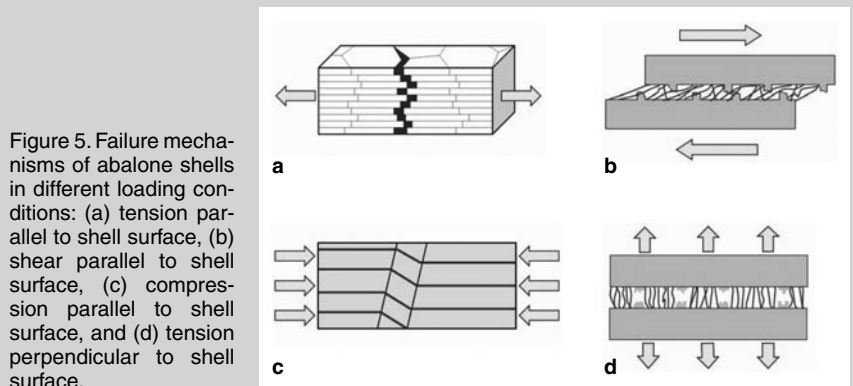 Figure 5. Failure mecha-
nisms of abalone shells
in different loading con-
ditions: (a) tension par-
allel to shell surface, (b)
shear parallel to shell
surface, (c) compres-
sion parallel to shell
surface, and (d) tension
perpendicular to shell
surface.
a
b
c
d